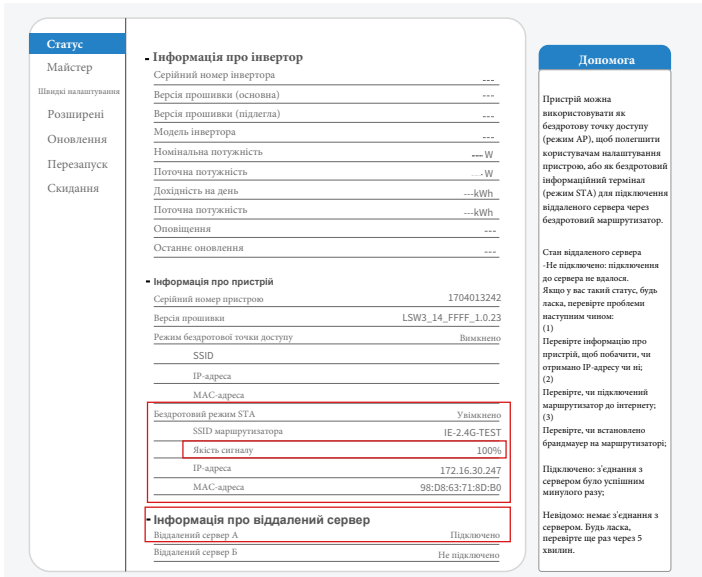 Статус
Майстер
Швидкі налаштування
Розширені
Оновлення
Перезапуск
Скидання
- Інформація про інвертор
Серійний номер інвертора ---
Версія прошивки (основна) ---
Версія прошивки (підлегла) ---
Модель інвертора ---
Номінальна потужність --- W
Поточна потужність --- W
Дохідність на день ---kWh
Поточна потужність ---kWh
Оповіщення ---
Останнє оновлення ---
- Інформація про пристрій
Серійний номер пристрою 1704013242
Версія прошивки LSW3_14_FFFF_1.0.23
Режим бездротової точки доступу Вимкнено
SSID
IP-адреса
MAC-адреса
Бездротовий режим STA Увімкнено
SSID маршрутизатора IE-2.4G-TEST
Якість сигналу 100%
IP-адреса 172.16.30.247
MAC-адреса 98:D8:63:71:8D:B0
- Інформація про віддалений сервер
Віддалений сервер А Підключено
Віддалений сервер Б Не підключено
Допомога
Пристрій можна
використовувати як
бездротову точку доступу
(режим AP), щоб полегшити
користувачам налаштування
пристрою, або як бездротовий
інформаційний термінал
(режим STA) для підключення
віддаленого сервера через
бездротовий маршрутизатор.
Стан віддаленого сервера
-Не підключено: підключення
до сервера не вдалося.
Якщо у вас такий статус, будь
ласка, перевірте проблеми
наступним чином:
(1)
Перевірте інформацію про
пристрій, щоб побачити, чи
отримано IP-адресу чи ні;
(2)
Перевірте, чи підключений
маршрутизатор до інтернету;
(3)
Перевірте, чи встановлено
брандмауер на маршрутизаторі;
Підключено: з'єднання з
сервером було успішним
минулого разу;
Невідомо: немає з'єднання з
сервером. Будь ласка,
перевірте ще раз через 5
хвилин.